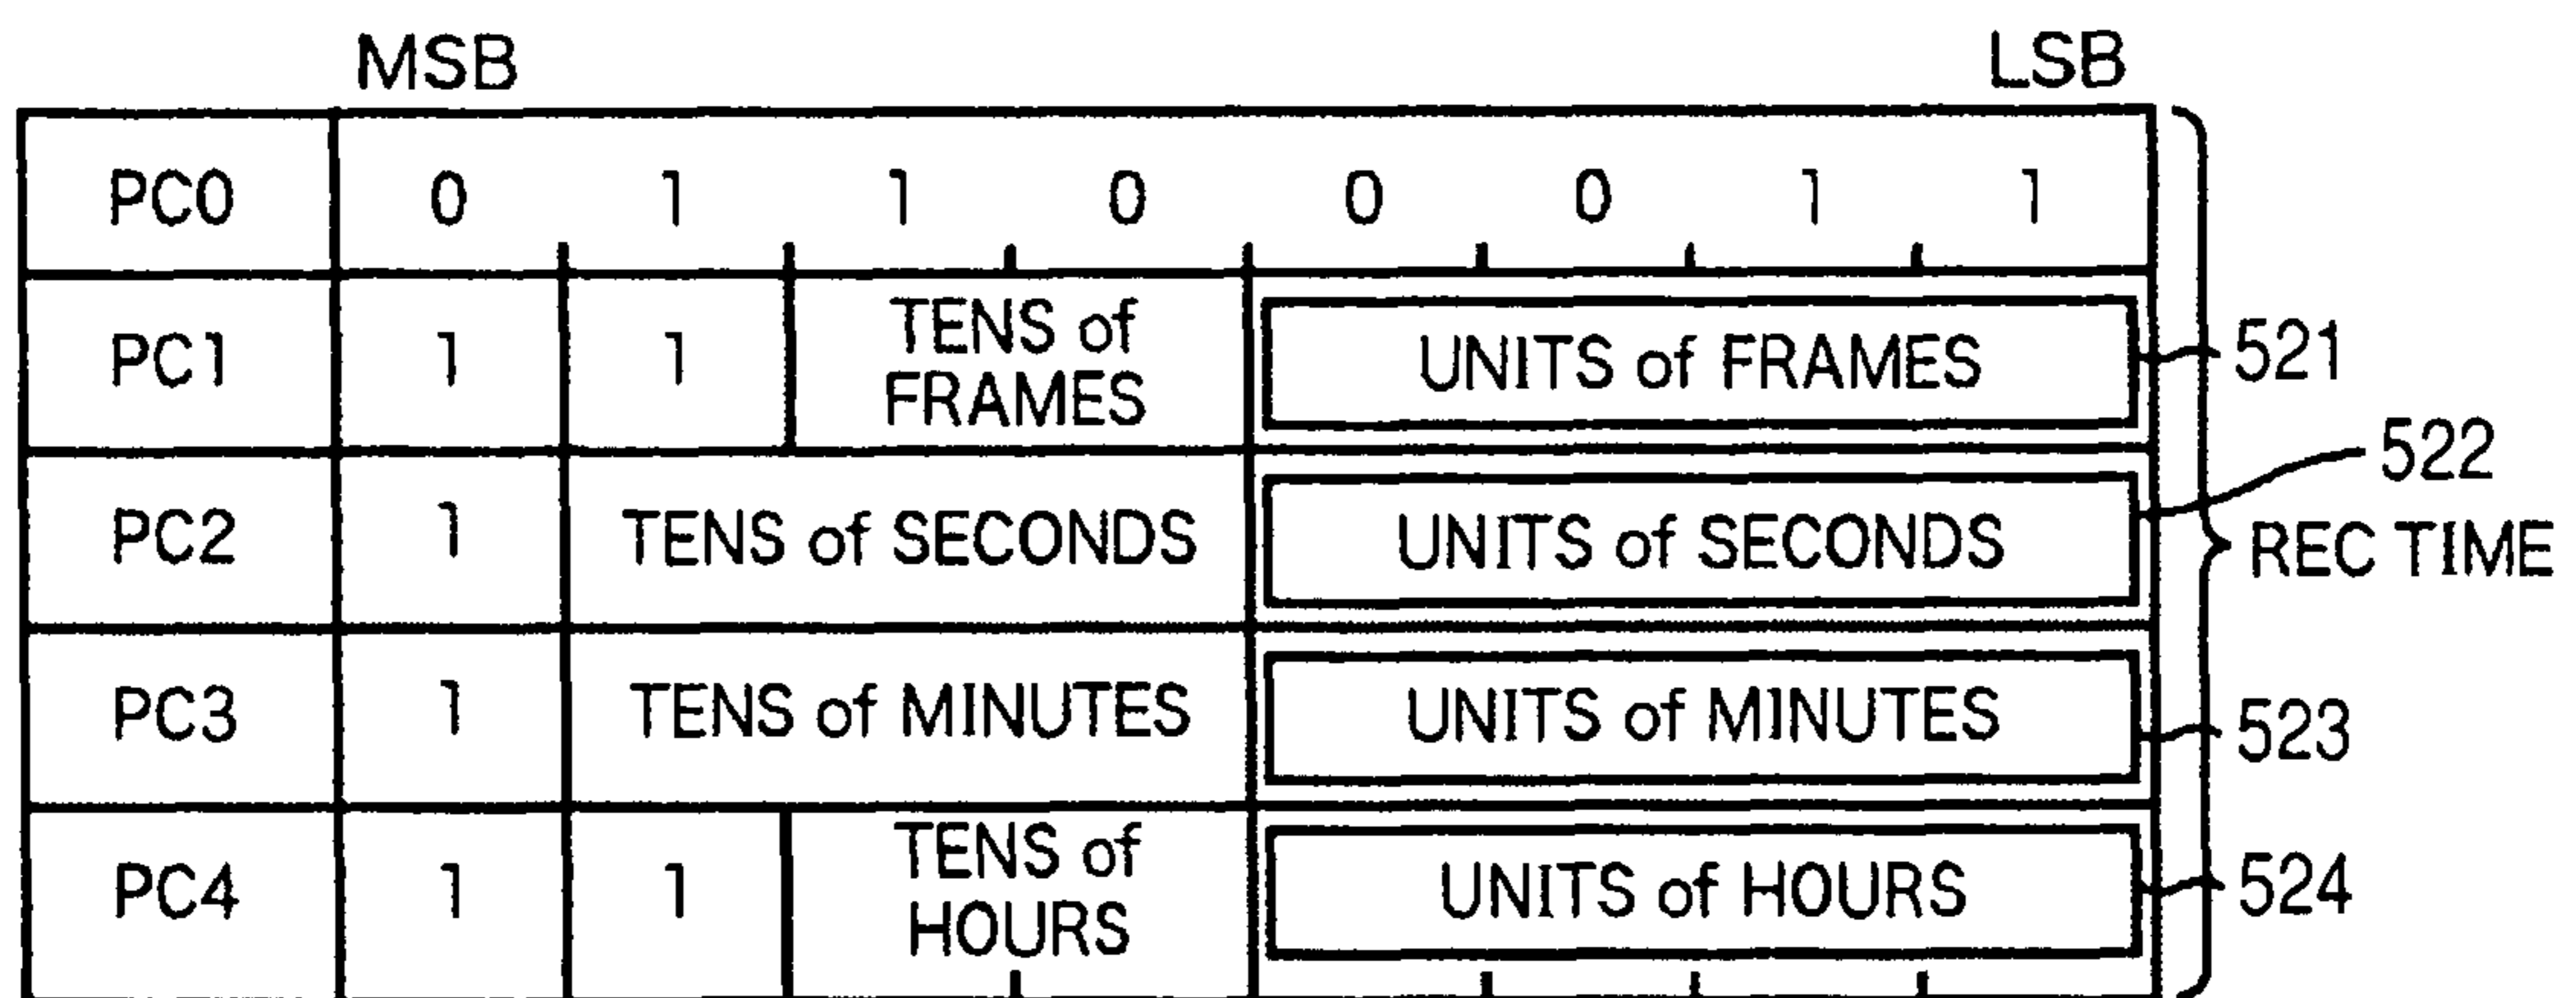 MSB LSB
PC0 0 1 1 0 0 0 1 1
PC1 1 1 TENS of FRAMES UNITS of FRAMES 521
522
PC2 1 TENS of SECONDS UNITS of SECONDS REC TIME
PC3 1 TENS of MINUTES UNITS of MINUTES 523
PC4 1 1 TENS of HOURS UNITS of HOURS 524